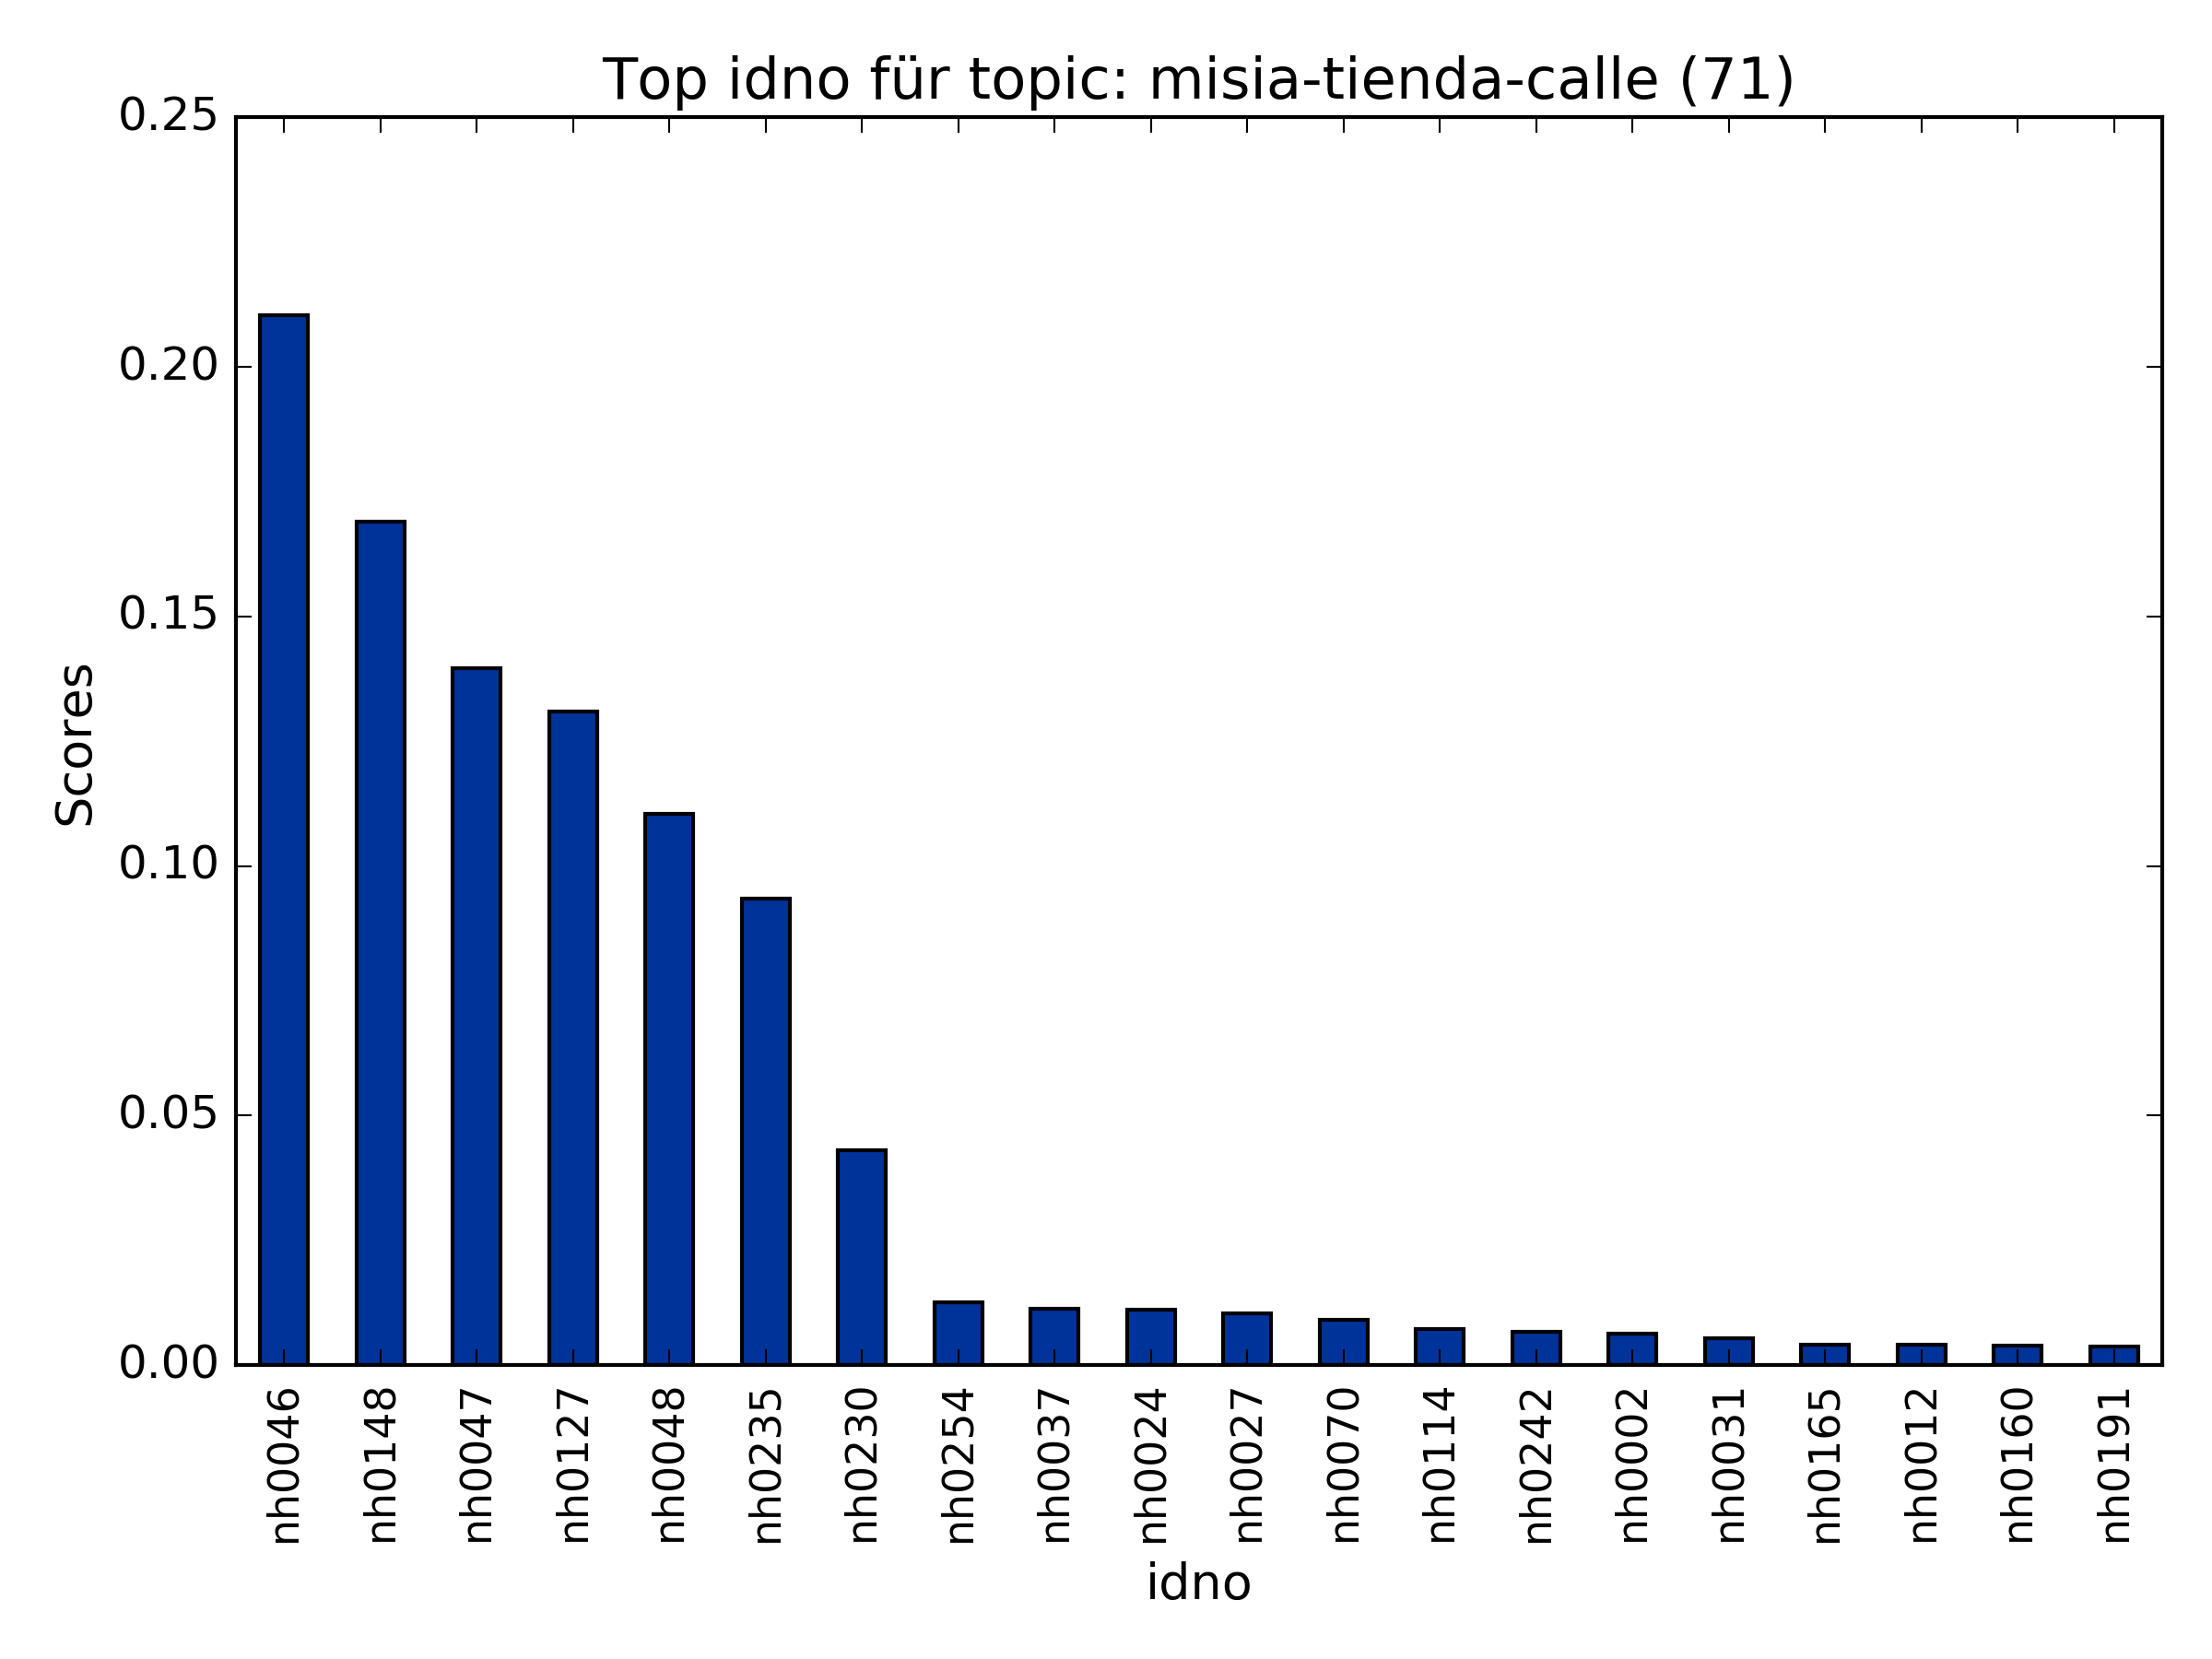 Top idno für topic: misia-tienda-calle (71)
0.25
0.20
0.15
0.10
0.05
0.00
Scores
nh0046
nh0148
nh0047
nh0127
nh0048
nh0235
nh0230
nh0254
nh0037
nh0024
nh0027
nh0070
nh0114
nh0242
nh0002
nh0031
nh0165
nh0012
nh0160
nh0191
idno